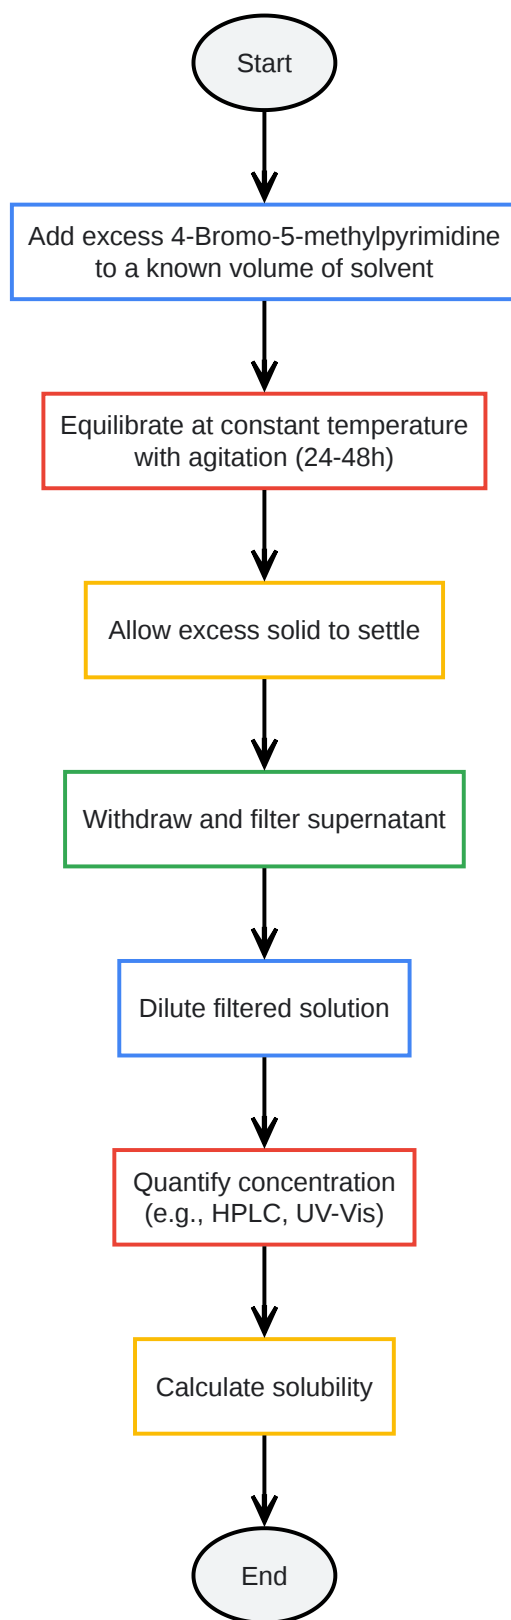 Start
Add excess 4-Bromo-5-methylpyrimidine
to a known volume of solvent
Equilibrate at constant temperature
with agitation (24-48h)
Allow excess solid to settle
Withdraw and filter supernatant
Dilute filtered solution
Quantify concentration
(e.g., HPLC, UV-Vis)
Calculate solubility
End